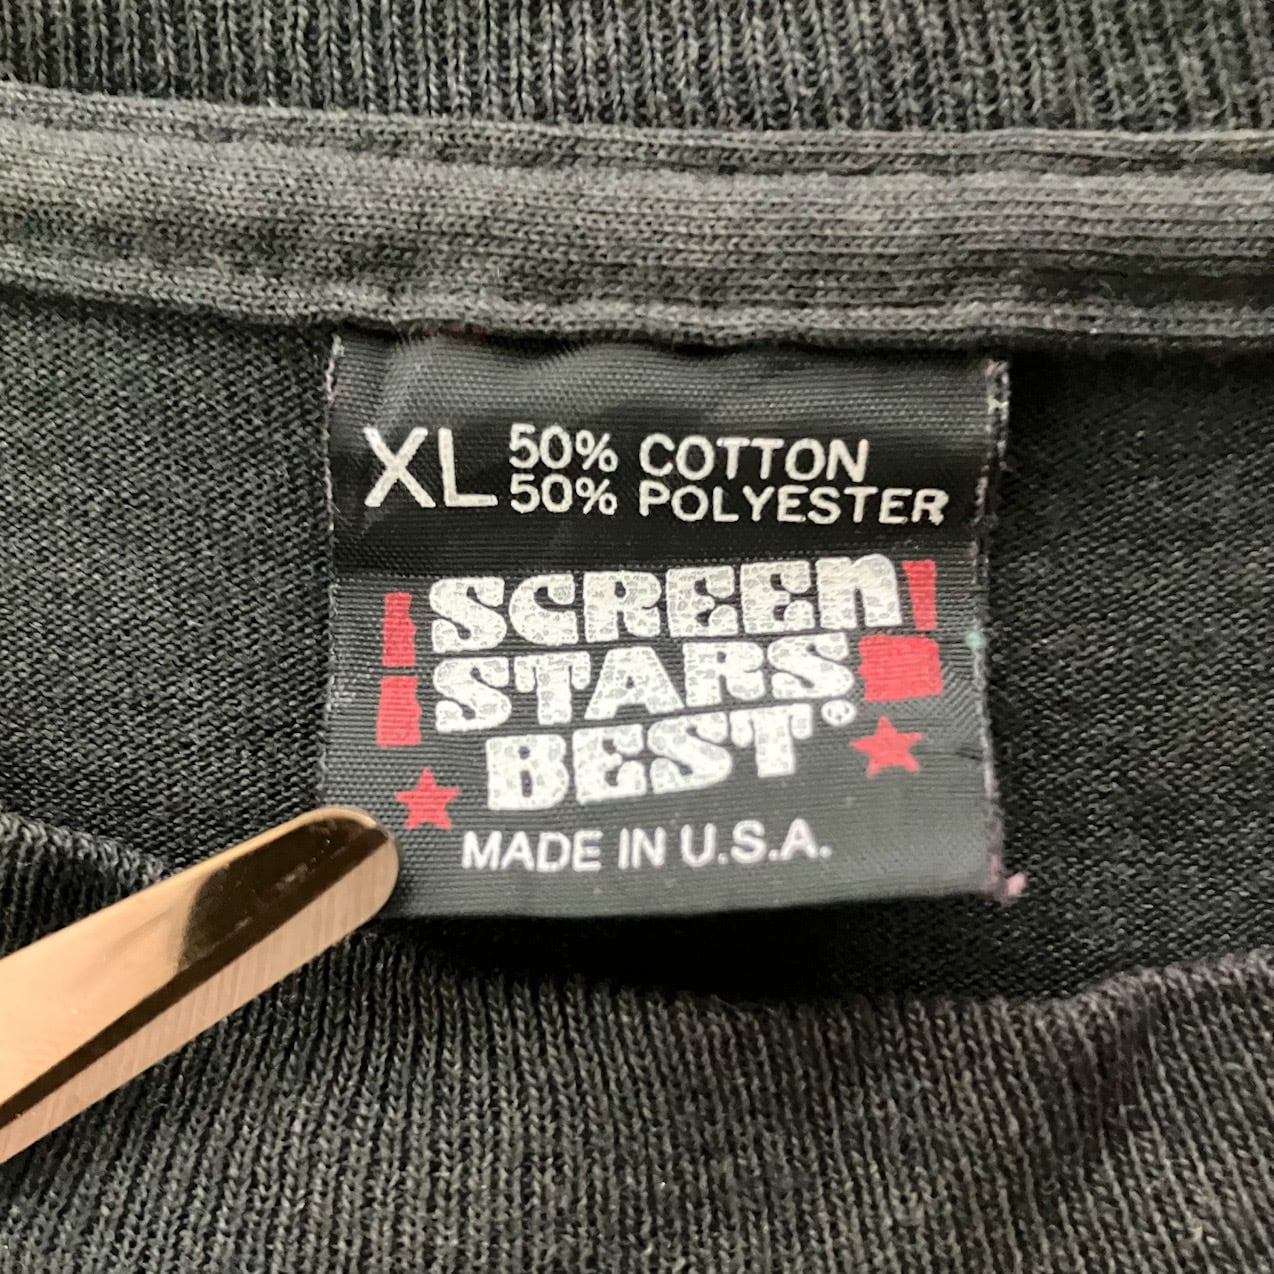 XL 50% COTTON
50% POLYESTER
SCREEN
STARS
BEST®
MADE IN U.S.A.